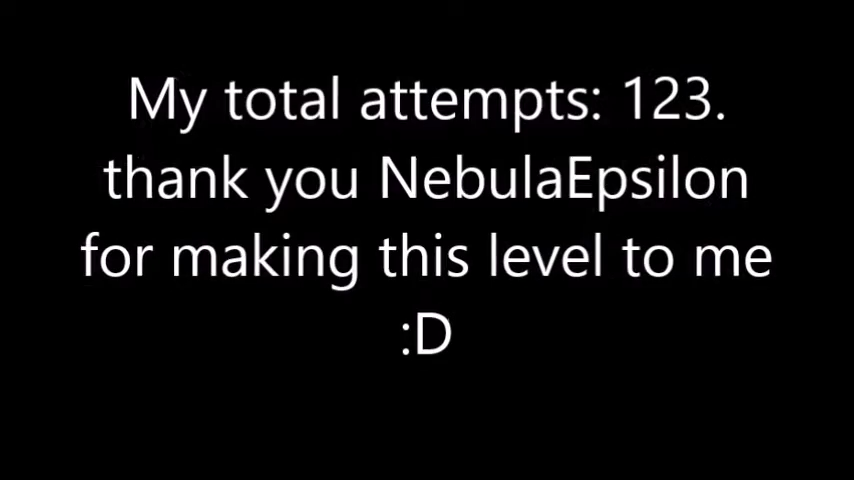 My total attempts: 123.
thank you NebulaEpsilon
for making this level to me
:D